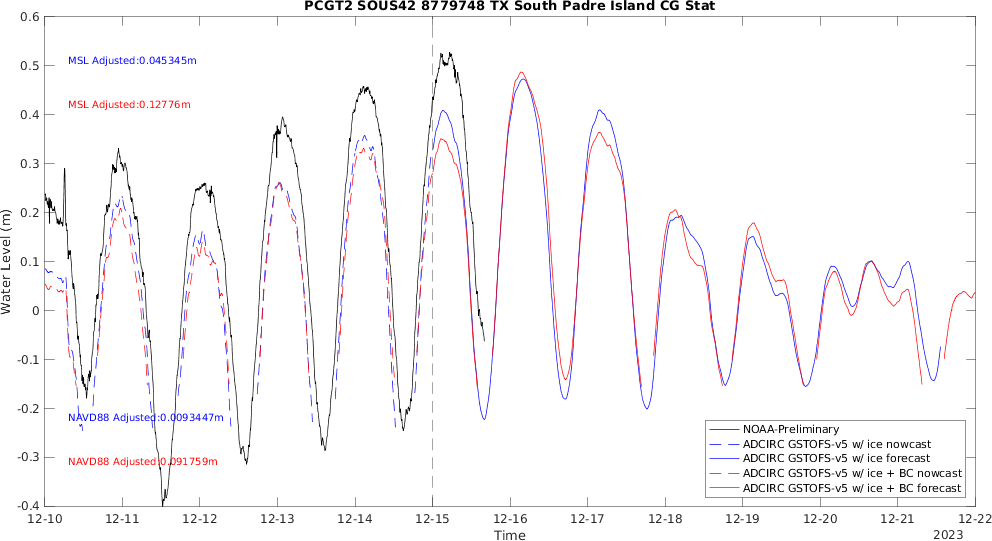 PCGT2 SOUS42 8779748 TX South Padre Island CG Stat
0.6
0.5
0.4
0.3
0.2
0.1
0
-0.1
-0.2
-0.3
-0.4
Water Level (m)
MSL Adjusted:0.045345m
MSL Adjusted:0.12776m
NAVD88 Adjusted:0.0093447m
NAVD88 Adjusted:0.091759m
NOAA-Preliminary
ADCIRC GSTOFS-v5 w/ ice nowcast
ADCIRC GSTOFS-v5 w/ ice forecast
ADCIRC GSTOFS-v5 w/ ice + BC nowcast
ADCIRC GSTOFS-v5 w/ ice + BC forecast
12-10 12-11 12-12 12-13 12-14 12-15 12-16 12-17 12-18 12-19 12-20 12-21 12-22
Time
2023